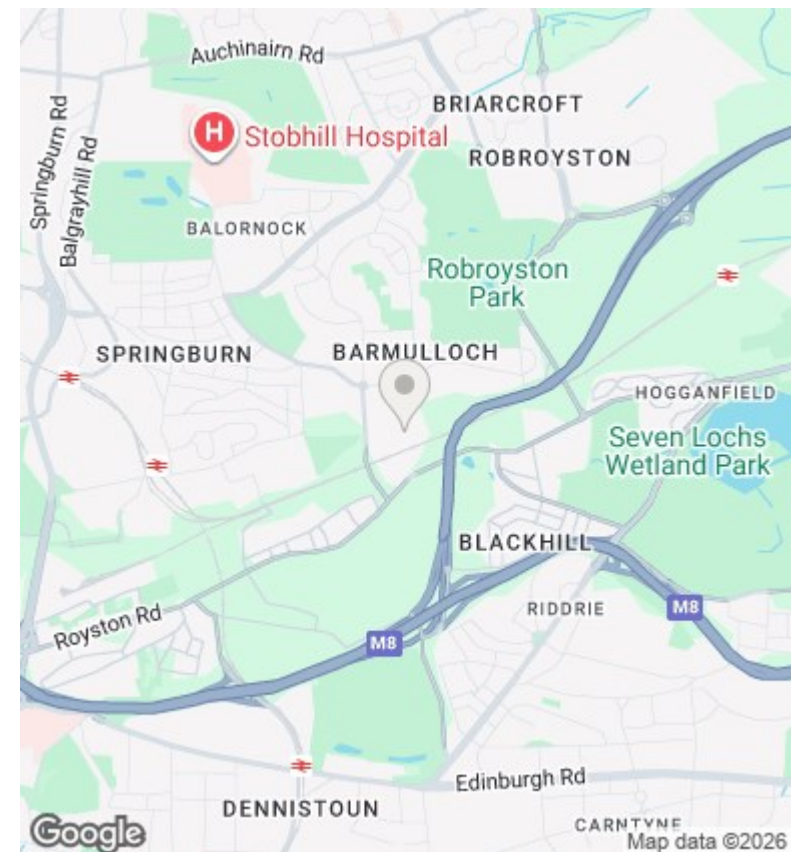 Auchinairn Rd
BRIARCROFT
H
Stobhill Hospital
ROBROYSTON
Springburn Rd
Balgrayhill Rd
BALORNOCK
Robroyston
Park
SPRINGBURN
BARMULLOCH
HOGGANFIELD
Seven Lochs
Wetland Park
BLACKHILL
RIDDRIE
M8
Royston Rd
M8
Edinburgh Rd
DENNISTOUN
CARNTYNE
Google
Map data ©2026